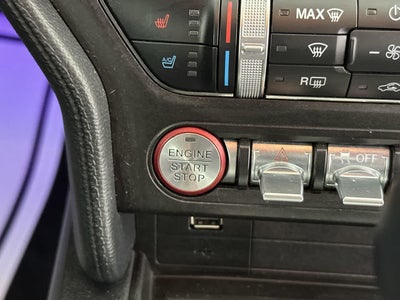 MAX
A/C
R
ENGINE
START
STOP
OFF